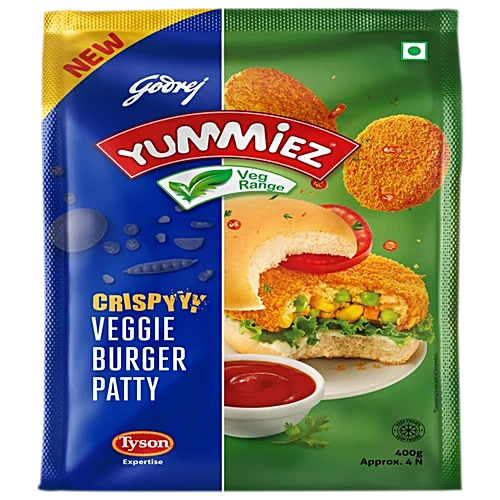 NEW
Godrej
YUMMiEZ
Veg
Range
CRISPYYY
VEGGIE
BURGER
PATTY
Tyson
Expertise
400g
Approx. 4 N